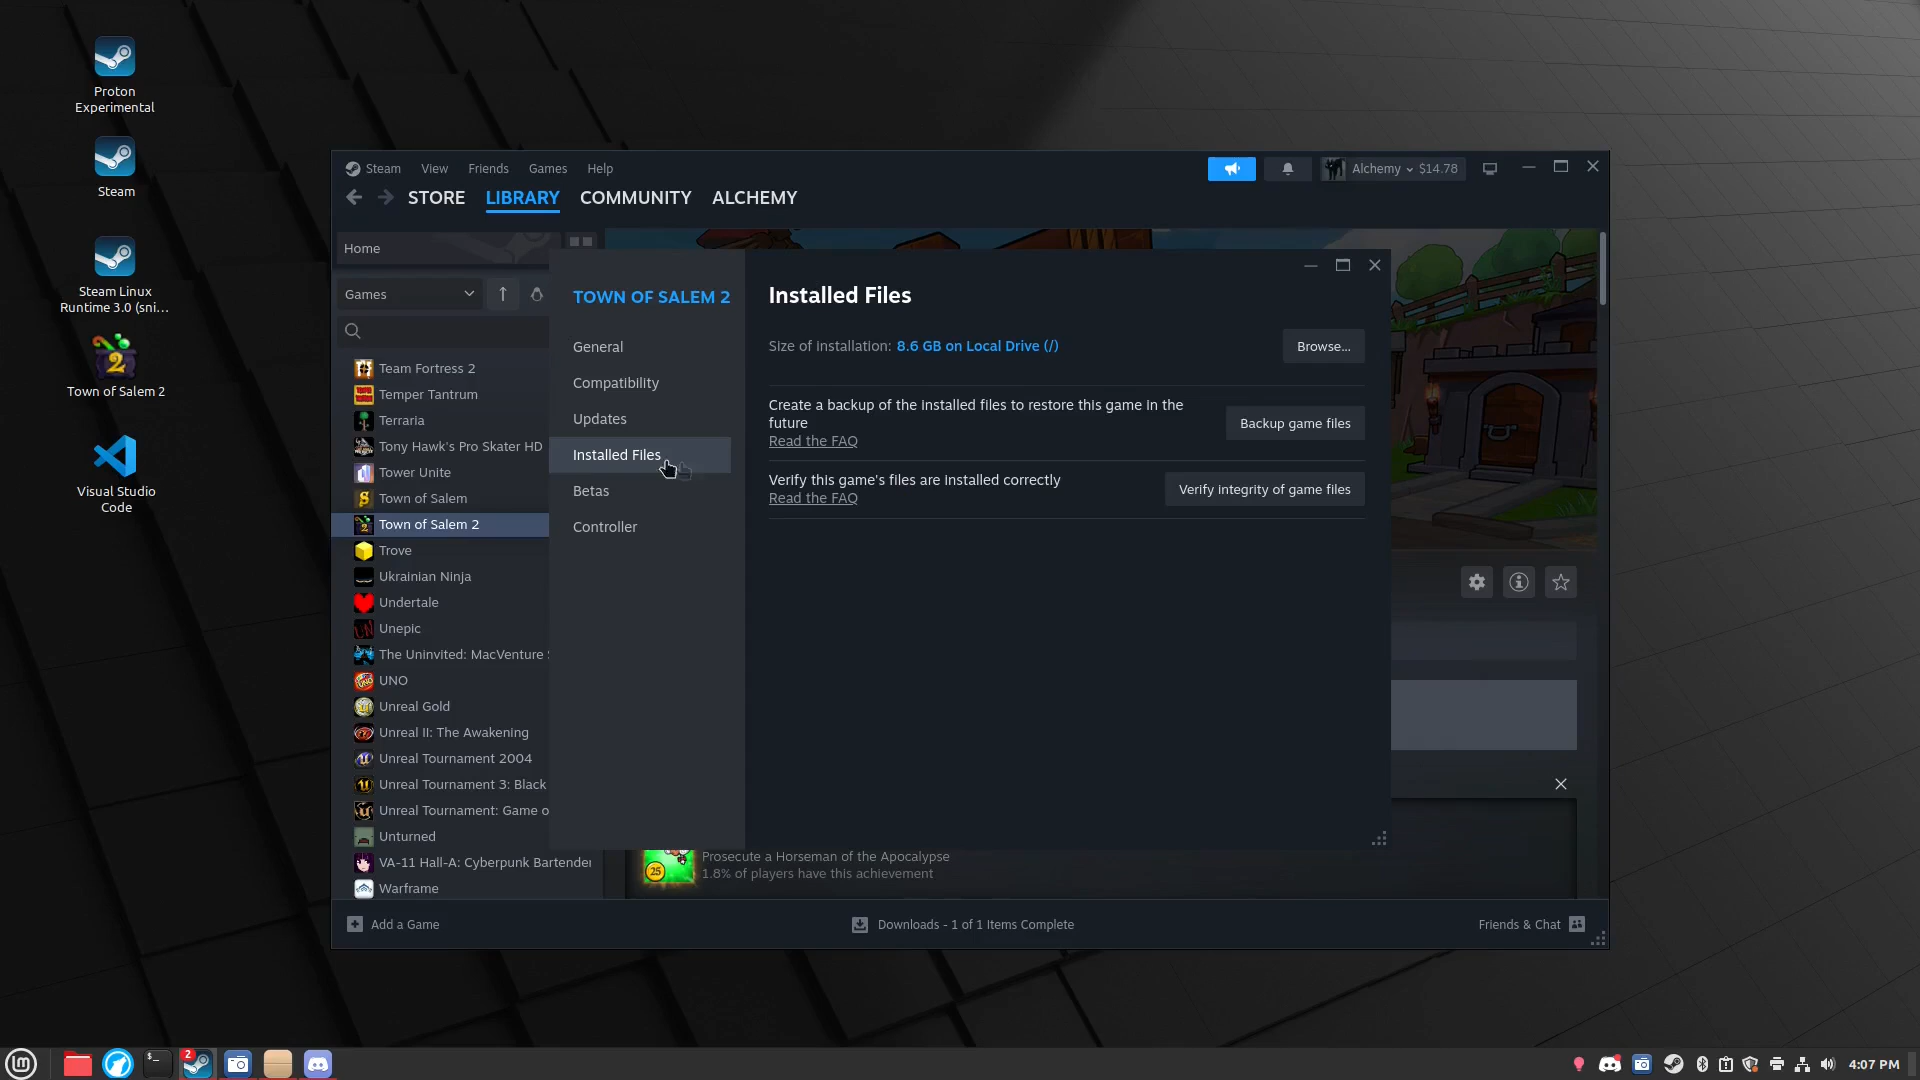 Proton
Experimental
Steam
Steam Linux
Runtime 3.0 (sni...
Town of Salem 2
Visual Studio
Code
Steam
View
Friends
Games
Help
Alchemy
$14.78
STORE
LIBRARY
COMMUNITY
ALCHEMY
Home
Games
Team Fortress 2
Temper Tantrum
Terraria
Tony Hawk's Pro Skater HD
Tower Unite
Town of Salem
Town of Salem 2
Trove
Ukrainian Ninja
Undertale
Unepic
The Uninvited: MacVenture
UNO
Unreal Gold
Unreal II: The Awakening
Unreal Tournament 2004
Unreal Tournament 3: Black
Unreal Tournament: Game o
Unturned
VA-11 Hall-A: Cyberpunk Bartender
Warframe
TOWN OF SALEM 2
General
Compatibility
Updates
Installed Files
Betas
Controller
Installed Files
Size of installation: 8.6 GB on Local Drive (/)
Browse...
Create a backup of the installed files to restore this game in the
future
Read the FAQ
Backup game files
Verify this game's files are installed correctly
Read the FAQ
Verify integrity of game files
25
Prosecute a Horseman of the Apocalypse
1.8% of players have this achievement
Add a Game
Downloads - 1 of 1 Items Complete
Friends & Chat
2
4:07 PM